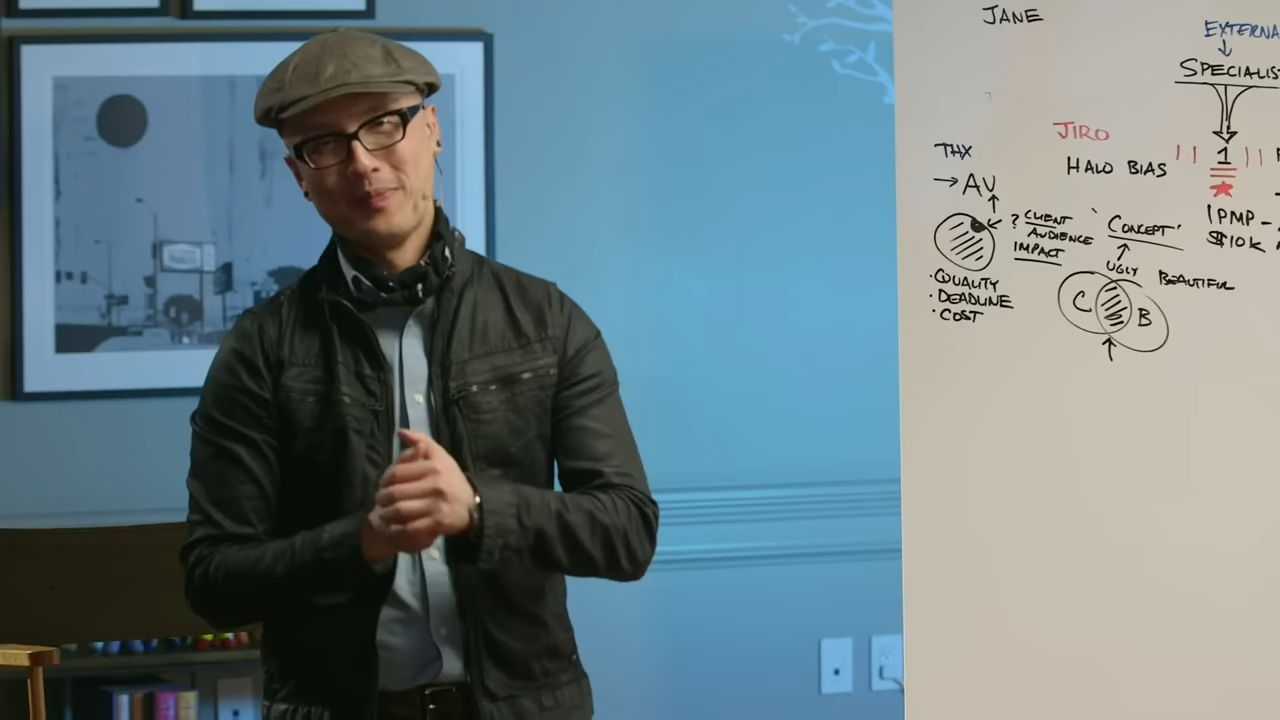 JANE
EXTERNA
SPECIALIS
JIRO
THX
1
HALO BIAS
→ AV
1PMP -
$10K
? CLIENT
AUDIENCE
IMPACT
"CONCEPT"
UGLY
BEAUTIFUL
· QUALITY
· DEADLINE
· COST
C
B